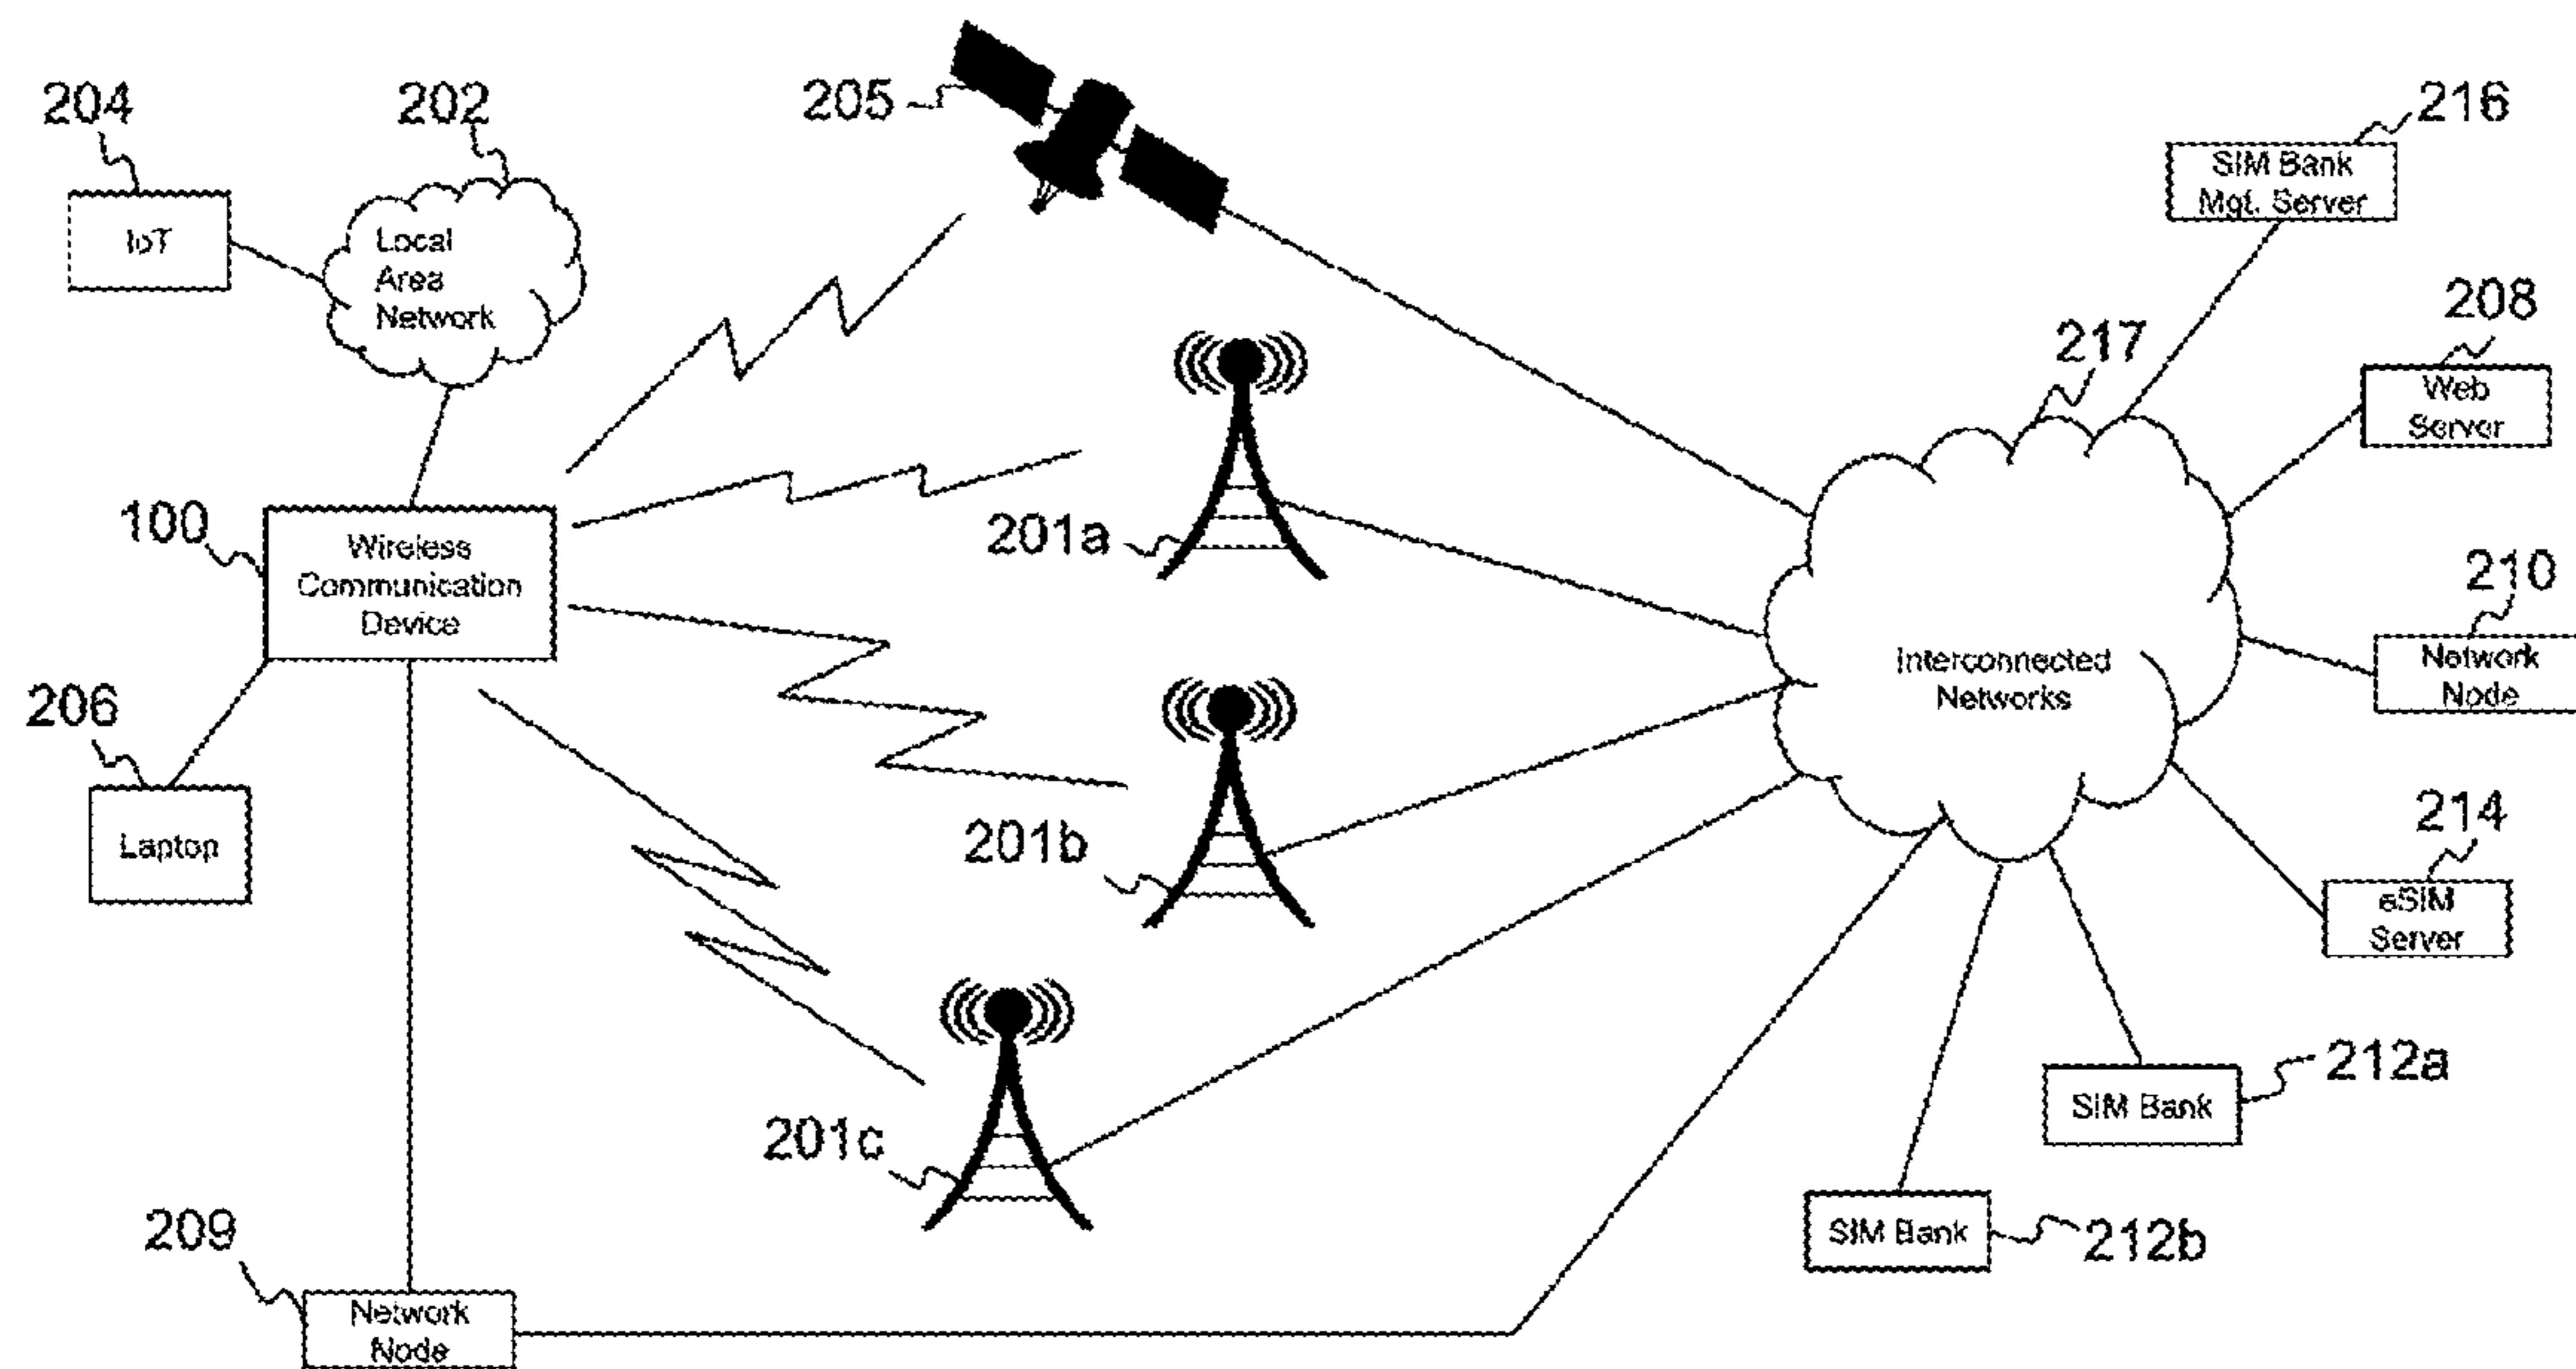 204
202
205
216
IoT
Local
Area
Network
SIM Bank
Mgt. Server
208
217
Web
Server
100
Wireless
Communication
Device
201a
210
Interconnected
Networks
Network
Node
206
Laptop
201b
214
eSIM
Server
201c
212a
SIM Bank
209
SIM Bank
212b
Network
Node